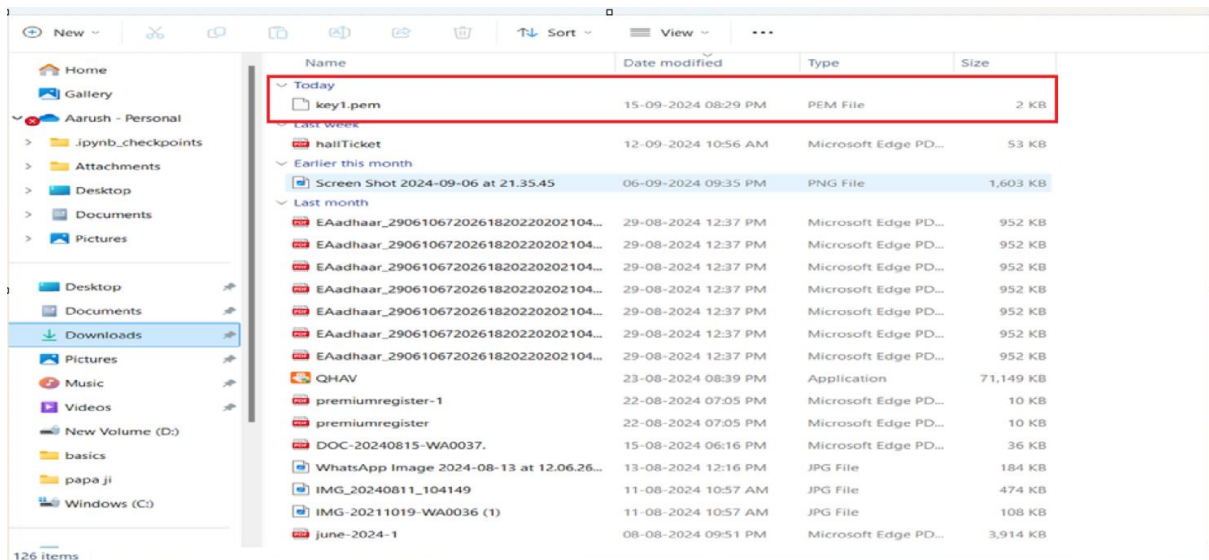 New
Sort
View
Home
Gallery
Aarush - Personal
.ipynb_checkpoints
Attachments
Desktop
Documents
Pictures
Desktop
Documents
Downloads
Pictures
Music
Videos
New Volume (D:)
basics
papa ji
Windows (C:)
126 items
Name Date modified Type Size
Today
key1.pem 15-09-2024 08:29 PM PEM File 2 KB
Last week
hallTicket 12-09-2024 10:56 AM Microsoft Edge PD... 53 KB
Earlier this month
Screen Shot 2024-09-06 at 21.35.45 06-09-2024 09:35 PM PNG File 1,603 KB
Last month
EAadhaar_2906106720261820220202104... 29-08-2024 12:37 PM Microsoft Edge PD... 952 KB
EAadhaar_2906106720261820220202104... 29-08-2024 12:37 PM Microsoft Edge PD... 952 KB
EAadhaar_2906106720261820220202104... 29-08-2024 12:37 PM Microsoft Edge PD... 952 KB
EAadhaar_2906106720261820220202104... 29-08-2024 12:37 PM Microsoft Edge PD... 952 KB
EAadhaar_2906106720261820220202104... 29-08-2024 12:37 PM Microsoft Edge PD... 952 KB
EAadhaar_2906106720261820220202104... 29-08-2024 12:37 PM Microsoft Edge PD... 952 KB
EAadhaar_2906106720261820220202104... 29-08-2024 12:37 PM Microsoft Edge PD... 952 KB
QHAV 23-08-2024 08:39 PM Application 71,149 KB
premiumregister-1 22-08-2024 07:05 PM Microsoft Edge PD... 10 KB
premiumregister 22-08-2024 07:05 PM Microsoft Edge PD... 10 KB
DOC-20240815-WA0037. 15-08-2024 06:16 PM Microsoft Edge PD... 36 KB
WhatsApp Image 2024-08-13 at 12.06.26... 13-08-2024 12:16 PM JPG File 184 KB
IMG_20240811_104149 11-08-2024 10:57 AM JPG File 474 KB
IMG-20211019-WA0036 (1) 11-08-2024 10:57 AM JPG File 108 KB
june-2024-1 08-08-2024 09:51 PM Microsoft Edge PD... 3,914 KB